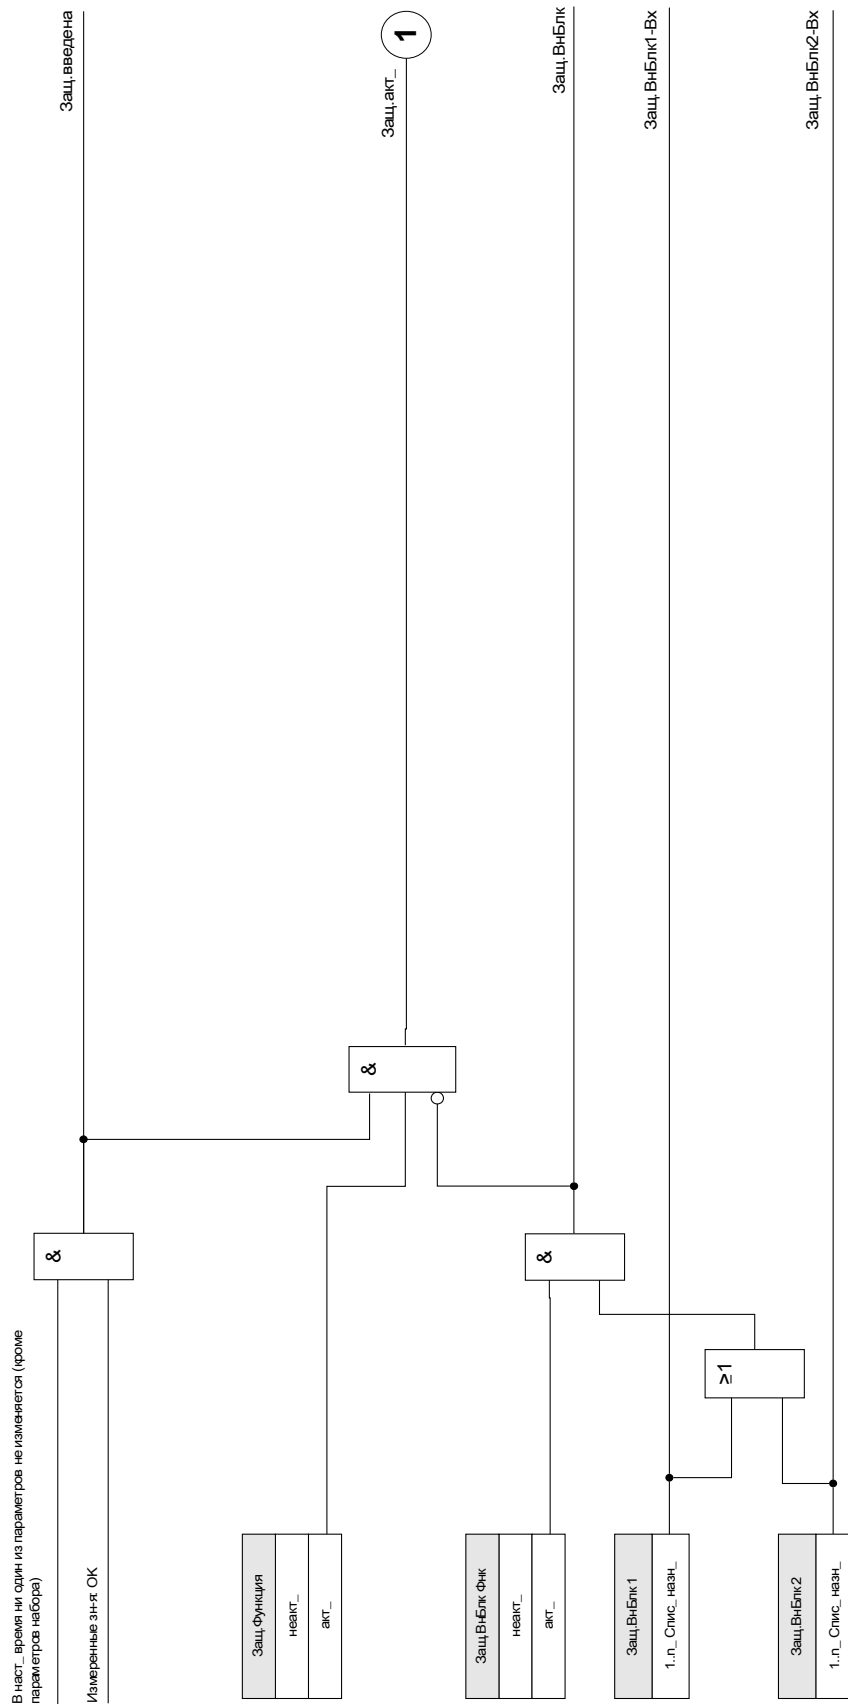 В наст_ время ни один из параметров не изменяется (кроме
параметров набора)
Измеренные зн-я: OK
&
Защ.введена
Защ.Функция
неакт_
акт_
&
Защ.акт_
1
Защ.ВнБлк Фнк
неакт_
акт_
&
Защ.ВнБлк
Защ.ВнБлк1
1..n_ Спис_ назн_
Защ.ВнБлк1-Вх
≥1
Защ.ВнБлк2
1..n_ Спис_ назн_
Защ.ВнБлк2-Вх